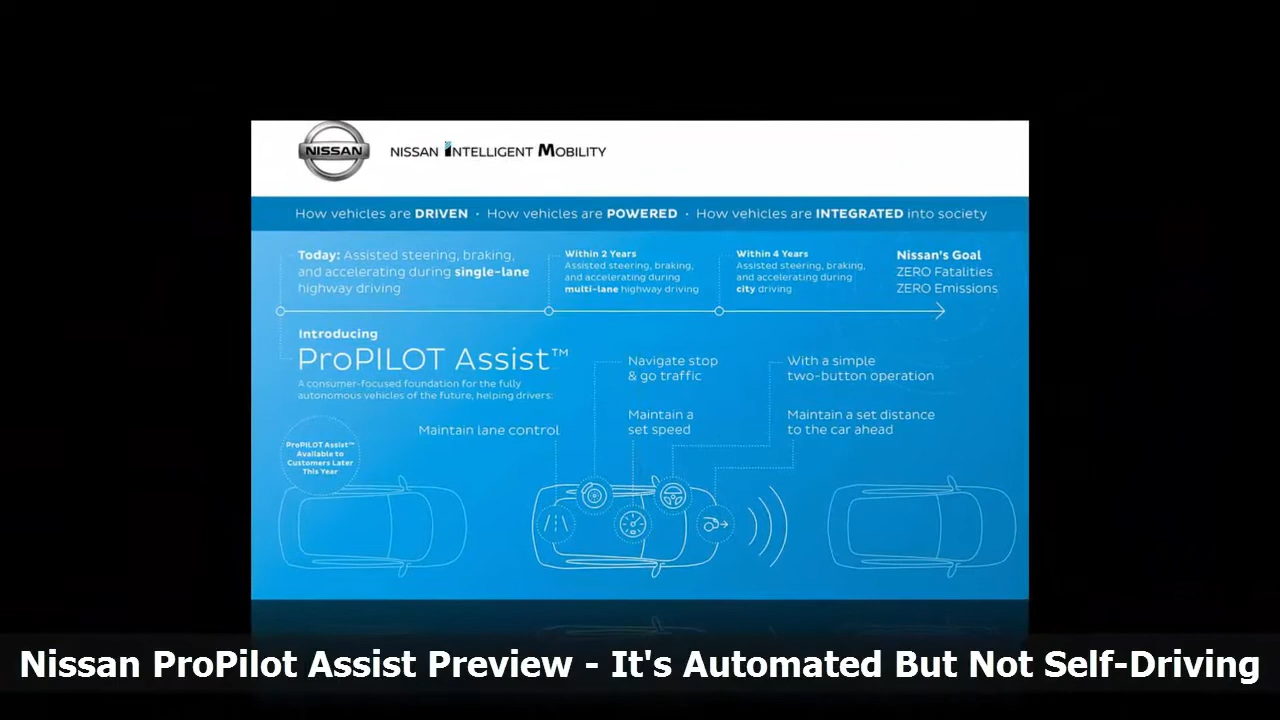 NISSAN
NISSAN INTELLIGENT MOBILITY
How vehicles are DRIVEN · How vehicles are POWERED · How vehicles are INTEGRATED into society
Today: Assisted steering, braking,
and accelerating during single-lane
highway driving
Within 2 Years
Assisted steering, braking,
and accelerating during
multi-lane highway driving
Within 4 Years
Assisted steering, braking,
and accelerating during
city driving
Nissan's Goal
ZERO Fatalities
ZERO Emissions
Introducing
ProPILOT Assist™
A consumer-focused foundation for the fully
autonomous vehicles of the future, helping drivers:
Navigate stop
& go traffic
With a simple
two-button operation
Maintain lane control
Maintain a
set speed
Maintain a set distance
to the car ahead
ProPILOT Assist™
Available to
Customers Later
This Year
Nissan ProPilot Assist Preview - It's Automated But Not Self-Driving